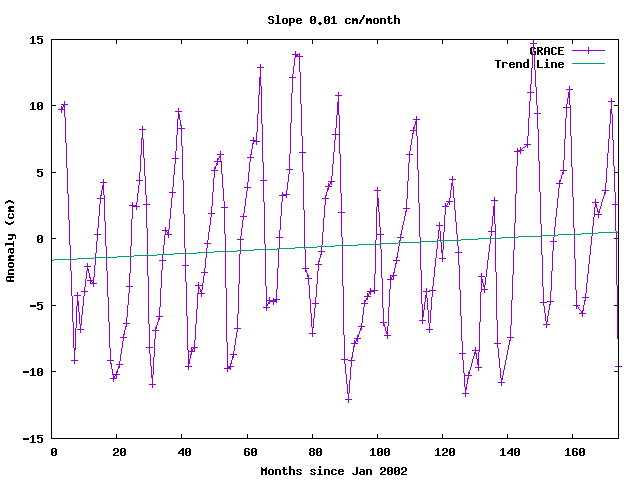 Slope 0.01 cm/month
GRACE
Trend Line
15
10
5
0
-5
-10
-15
Anomaly (cm)
0 20 40 60 80 100 120 140 160
Months since Jan 2002